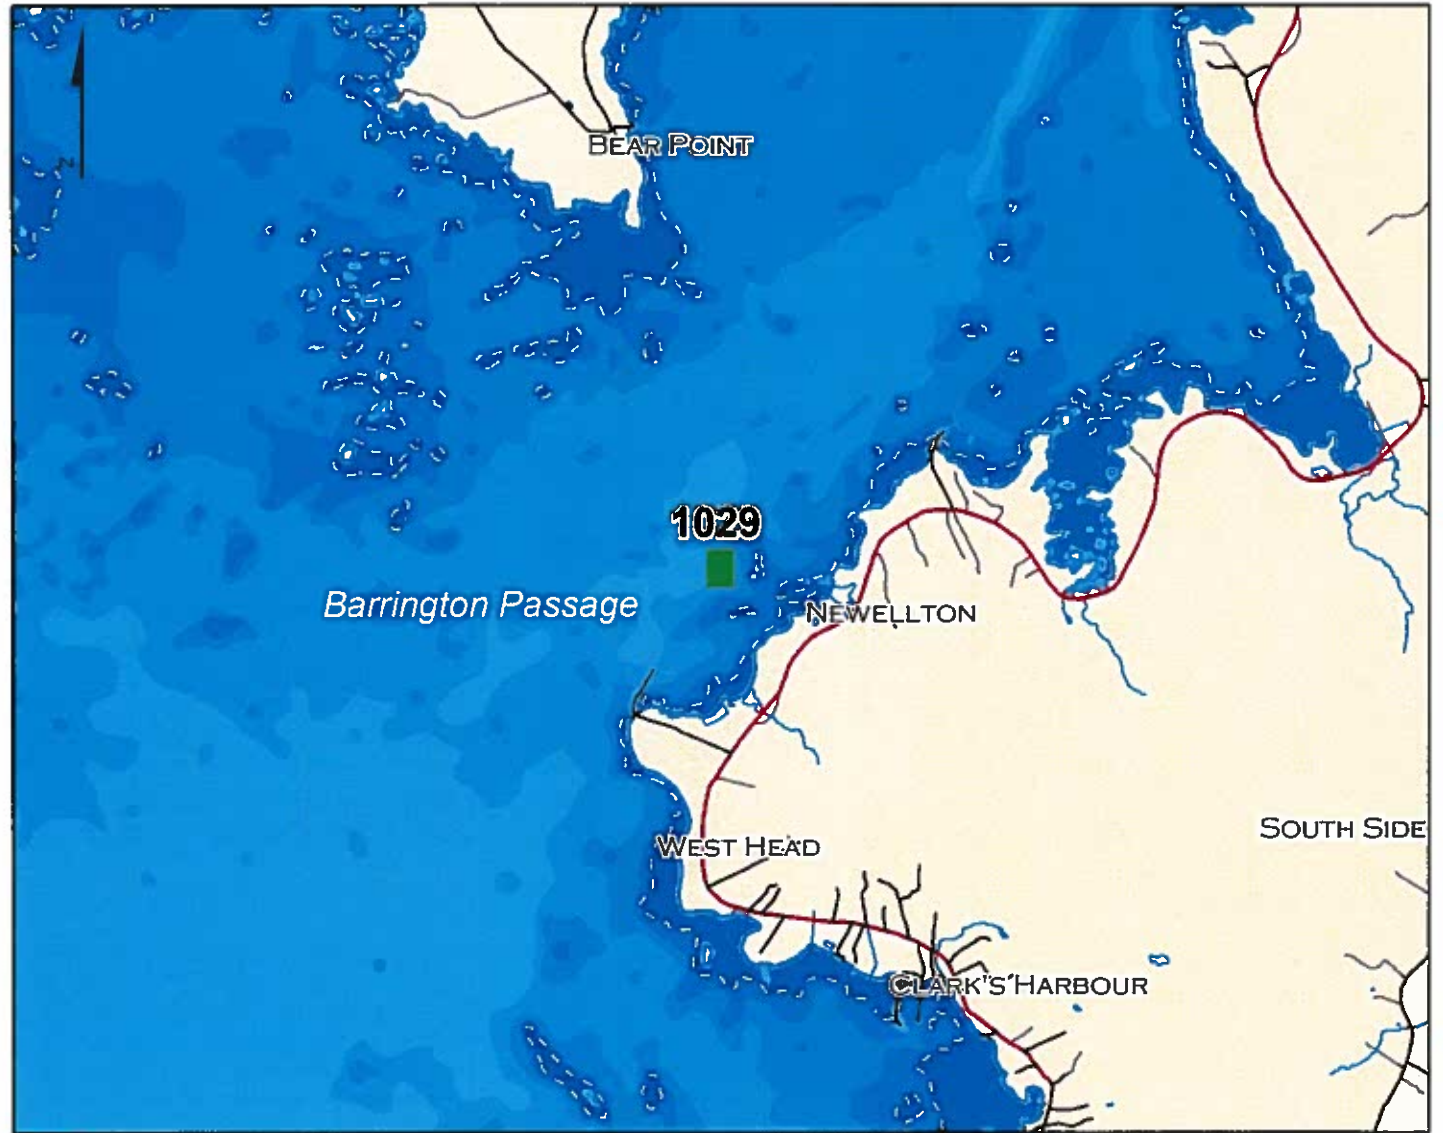 N
BEAR POINT
1029
Barrington Passage
NEWELLTON
SOUTH SIDE
WEST HEAD
CLARK'S HARBOUR